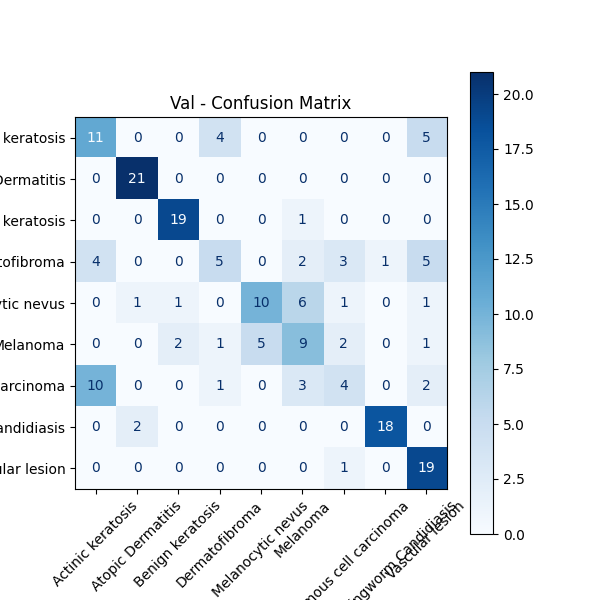 Val - Confusion Matrix
keratosis 11 0 0 4 0 0 0 0 5
Dermatitis 0 21 0 0 0 0 0 0 0
keratosis 0 0 19 0 0 1 0 0 0
tofibroma 4 0 0 5 0 2 3 1 5
ytic nevus 0 1 1 0 10 6 1 0 1
Melanoma 0 0 2 1 5 9 2 0 1
arcinoma 10 0 0 1 0 3 4 0 2
andidiasis 0 2 0 0 0 0 0 18 0
ular lesion 0 0 0 0 0 0 1 0 19
Actinic keratosis
Atopic Dermatitis
Benign keratosis
Dermatofibroma
Melanocytic nevus
Melanoma
mous cell carcinoma
ngworm Candidiasis
Vascular lesion
20.0
17.5
15.0
12.5
10.0
7.5
5.0
2.5
0.0